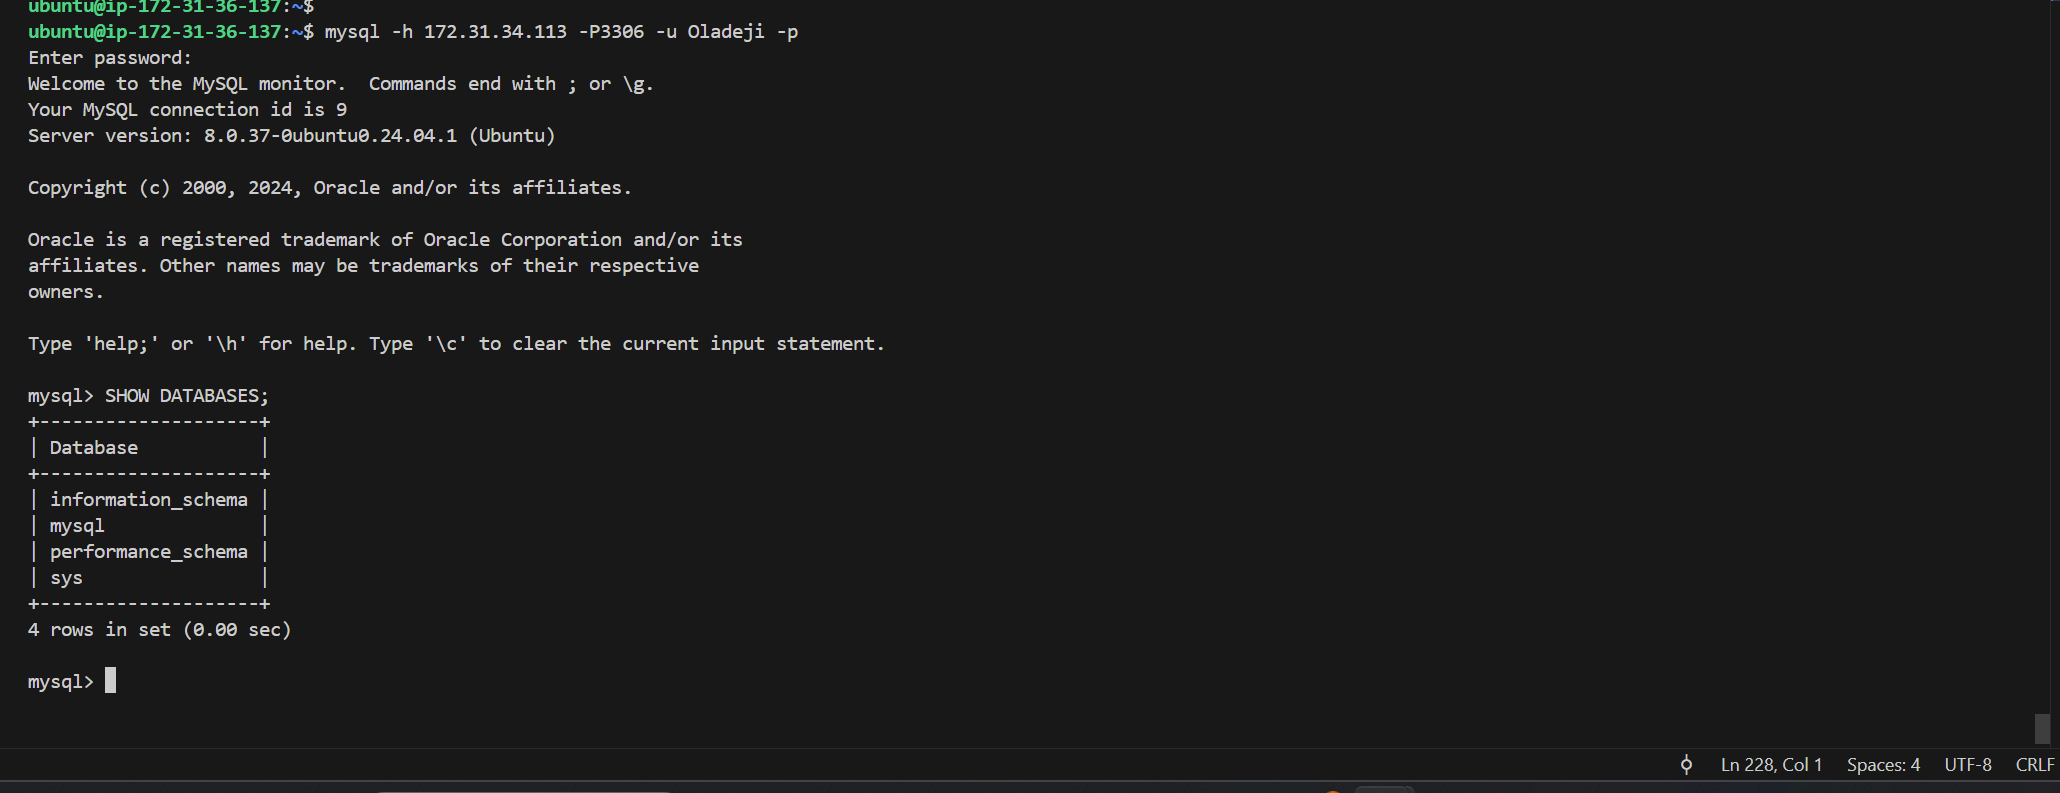 ubuntu@ip-172-31-36-137:~$
ubuntu@ip-172-31-36-137:~$ mysql -h 172.31.34.113 -P3306 -u Oladeji -p
Enter password:
Welcome to the MySQL monitor.  Commands end with ; or \g.
Your MySQL connection id is 9
Server version: 8.0.37-0ubuntu0.24.04.1 (Ubuntu)

Copyright (c) 2000, 2024, Oracle and/or its affiliates.

Oracle is a registered trademark of Oracle Corporation and/or its
affiliates. Other names may be trademarks of their respective
owners.

Type 'help;' or '\h' for help. Type '\c' to clear the current input statement.

mysql> SHOW DATABASES;
+--------------------+
| Database           |
+--------------------+
| information_schema |
| mysql              |
| performance_schema |
| sys                |
+--------------------+
4 rows in set (0.00 sec)

mysql>
Ln 228, Col 1 Spaces: 4 UTF-8 CRLF